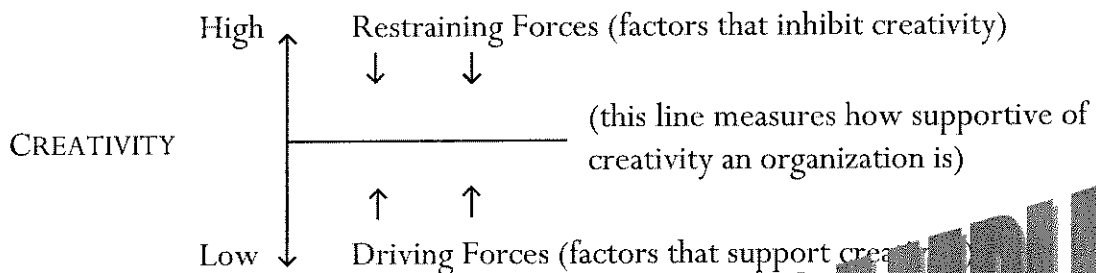 High Restraining Forces (factors that inhibit creativity)
(this line measures how supportive of
CREATIVITY
creativity an organization is)
Low Driving Forces (factors that support